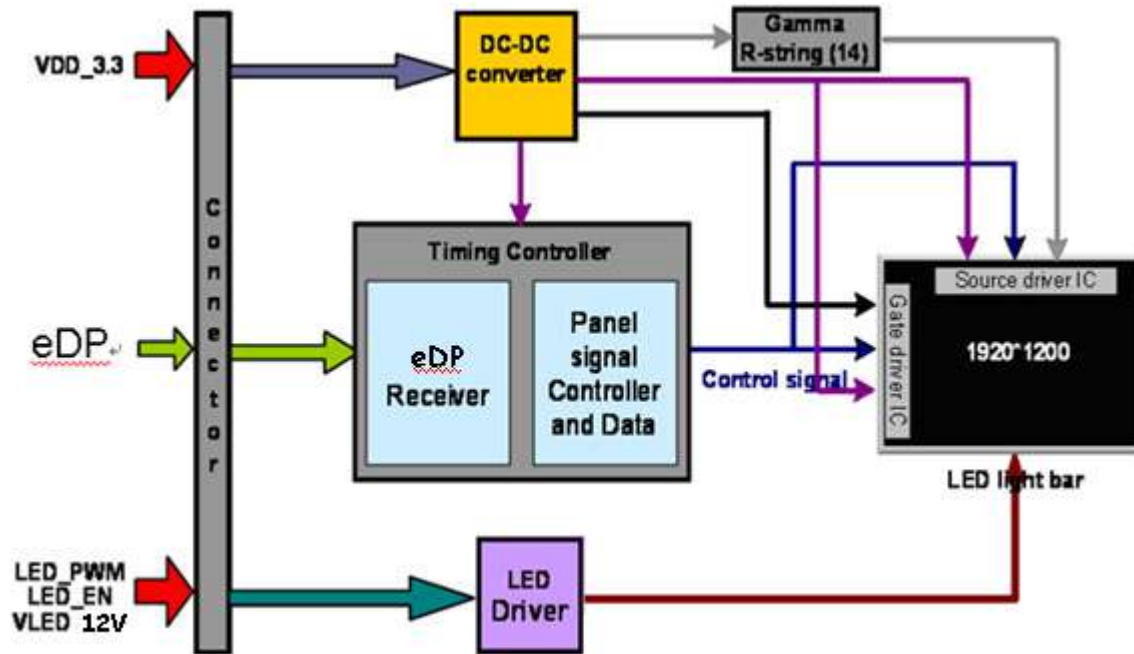 VDD_3.3
Connector
DC-DC
converter
Gamma
R-string (14)
Timing Controller
eDP
eDP
Receiver
Panel
signal
Controller
and Data
Control signal
Source driver IC
Gate driver IC
1920*1200
LED light bar
LED_PWM
LED_EN
VLED 12V
LED
Driver